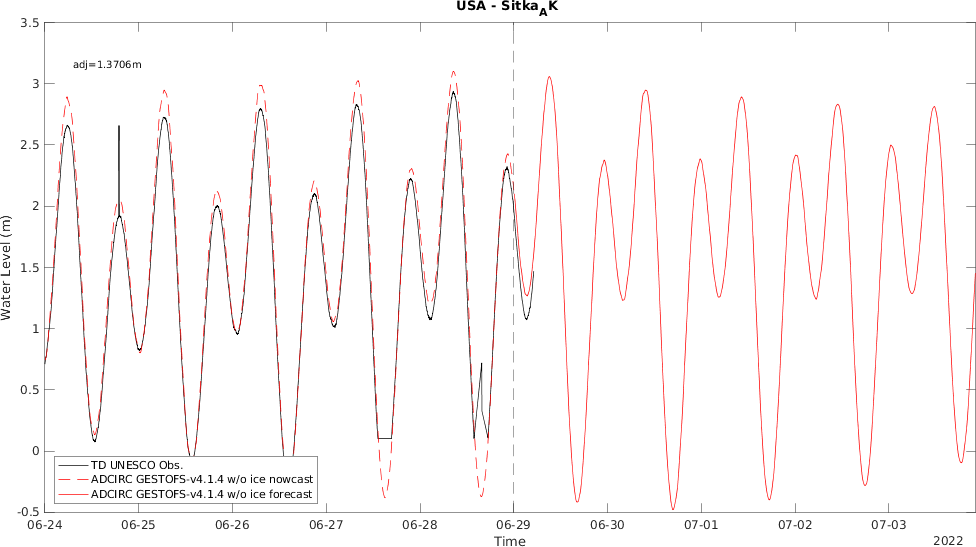 USA - Sitka_AK
adj=1.3706m
Water Level (m)
3.5
3
2.5
2
1.5
1
0.5
0
-0.5
TD UNESCO Obs.
ADCIRC GESTOFS-v4.1.4 w/o ice nowcast
ADCIRC GESTOFS-v4.1.4 w/o ice forecast
06-24 06-25 06-26 06-27 06-28 06-29 06-30 07-01 07-02 07-03
Time
2022